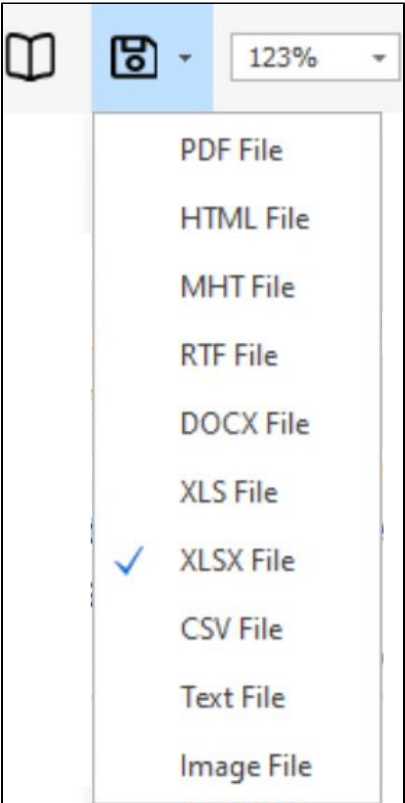 123%
PDF File
HTML File
MHT File
RTF File
DOCX File
XLS File
XLSX File
CSV File
Text File
Image File